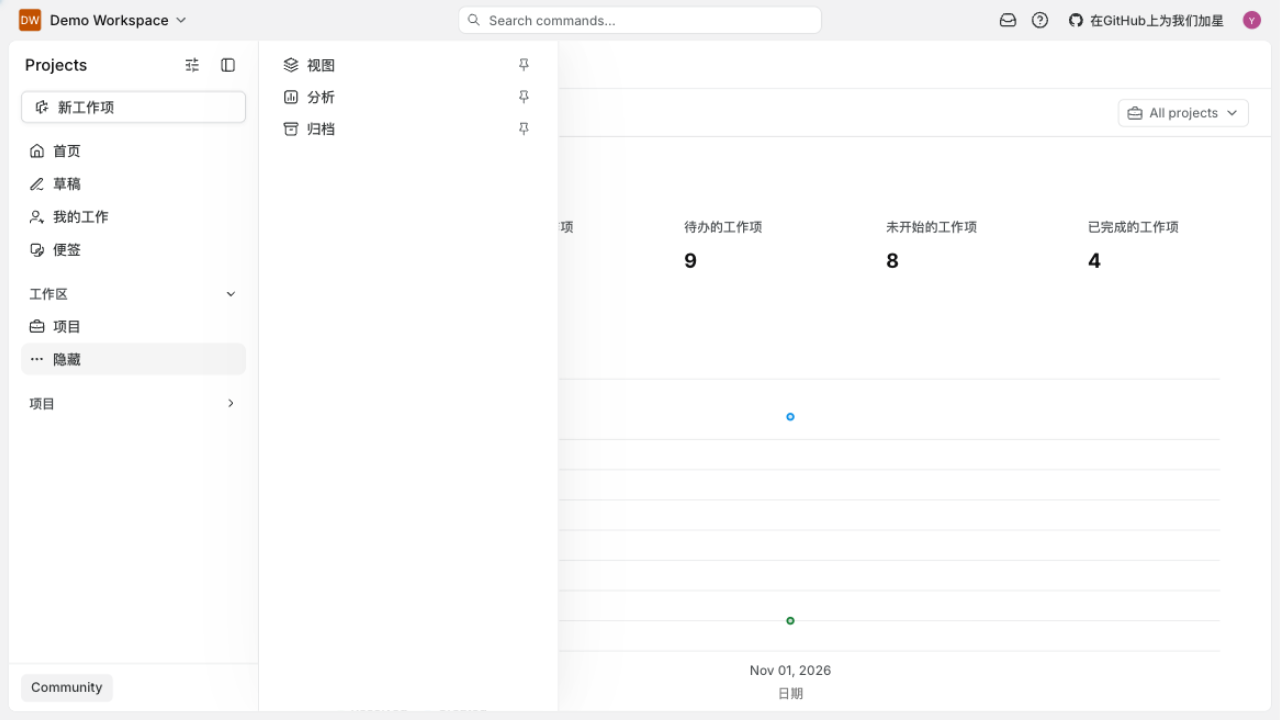 DW Demo Workspace
Search commands...
在GitHub上为我们加星
Y
Projects
新工作项
首页
草稿
我的工作
便签
工作区
项目
隐藏
项目
Community
视图
分析
归档
All projects
项
待办的工作项
9
未开始的工作项
8
已完成的工作项
4
Nov 01, 2026
日期